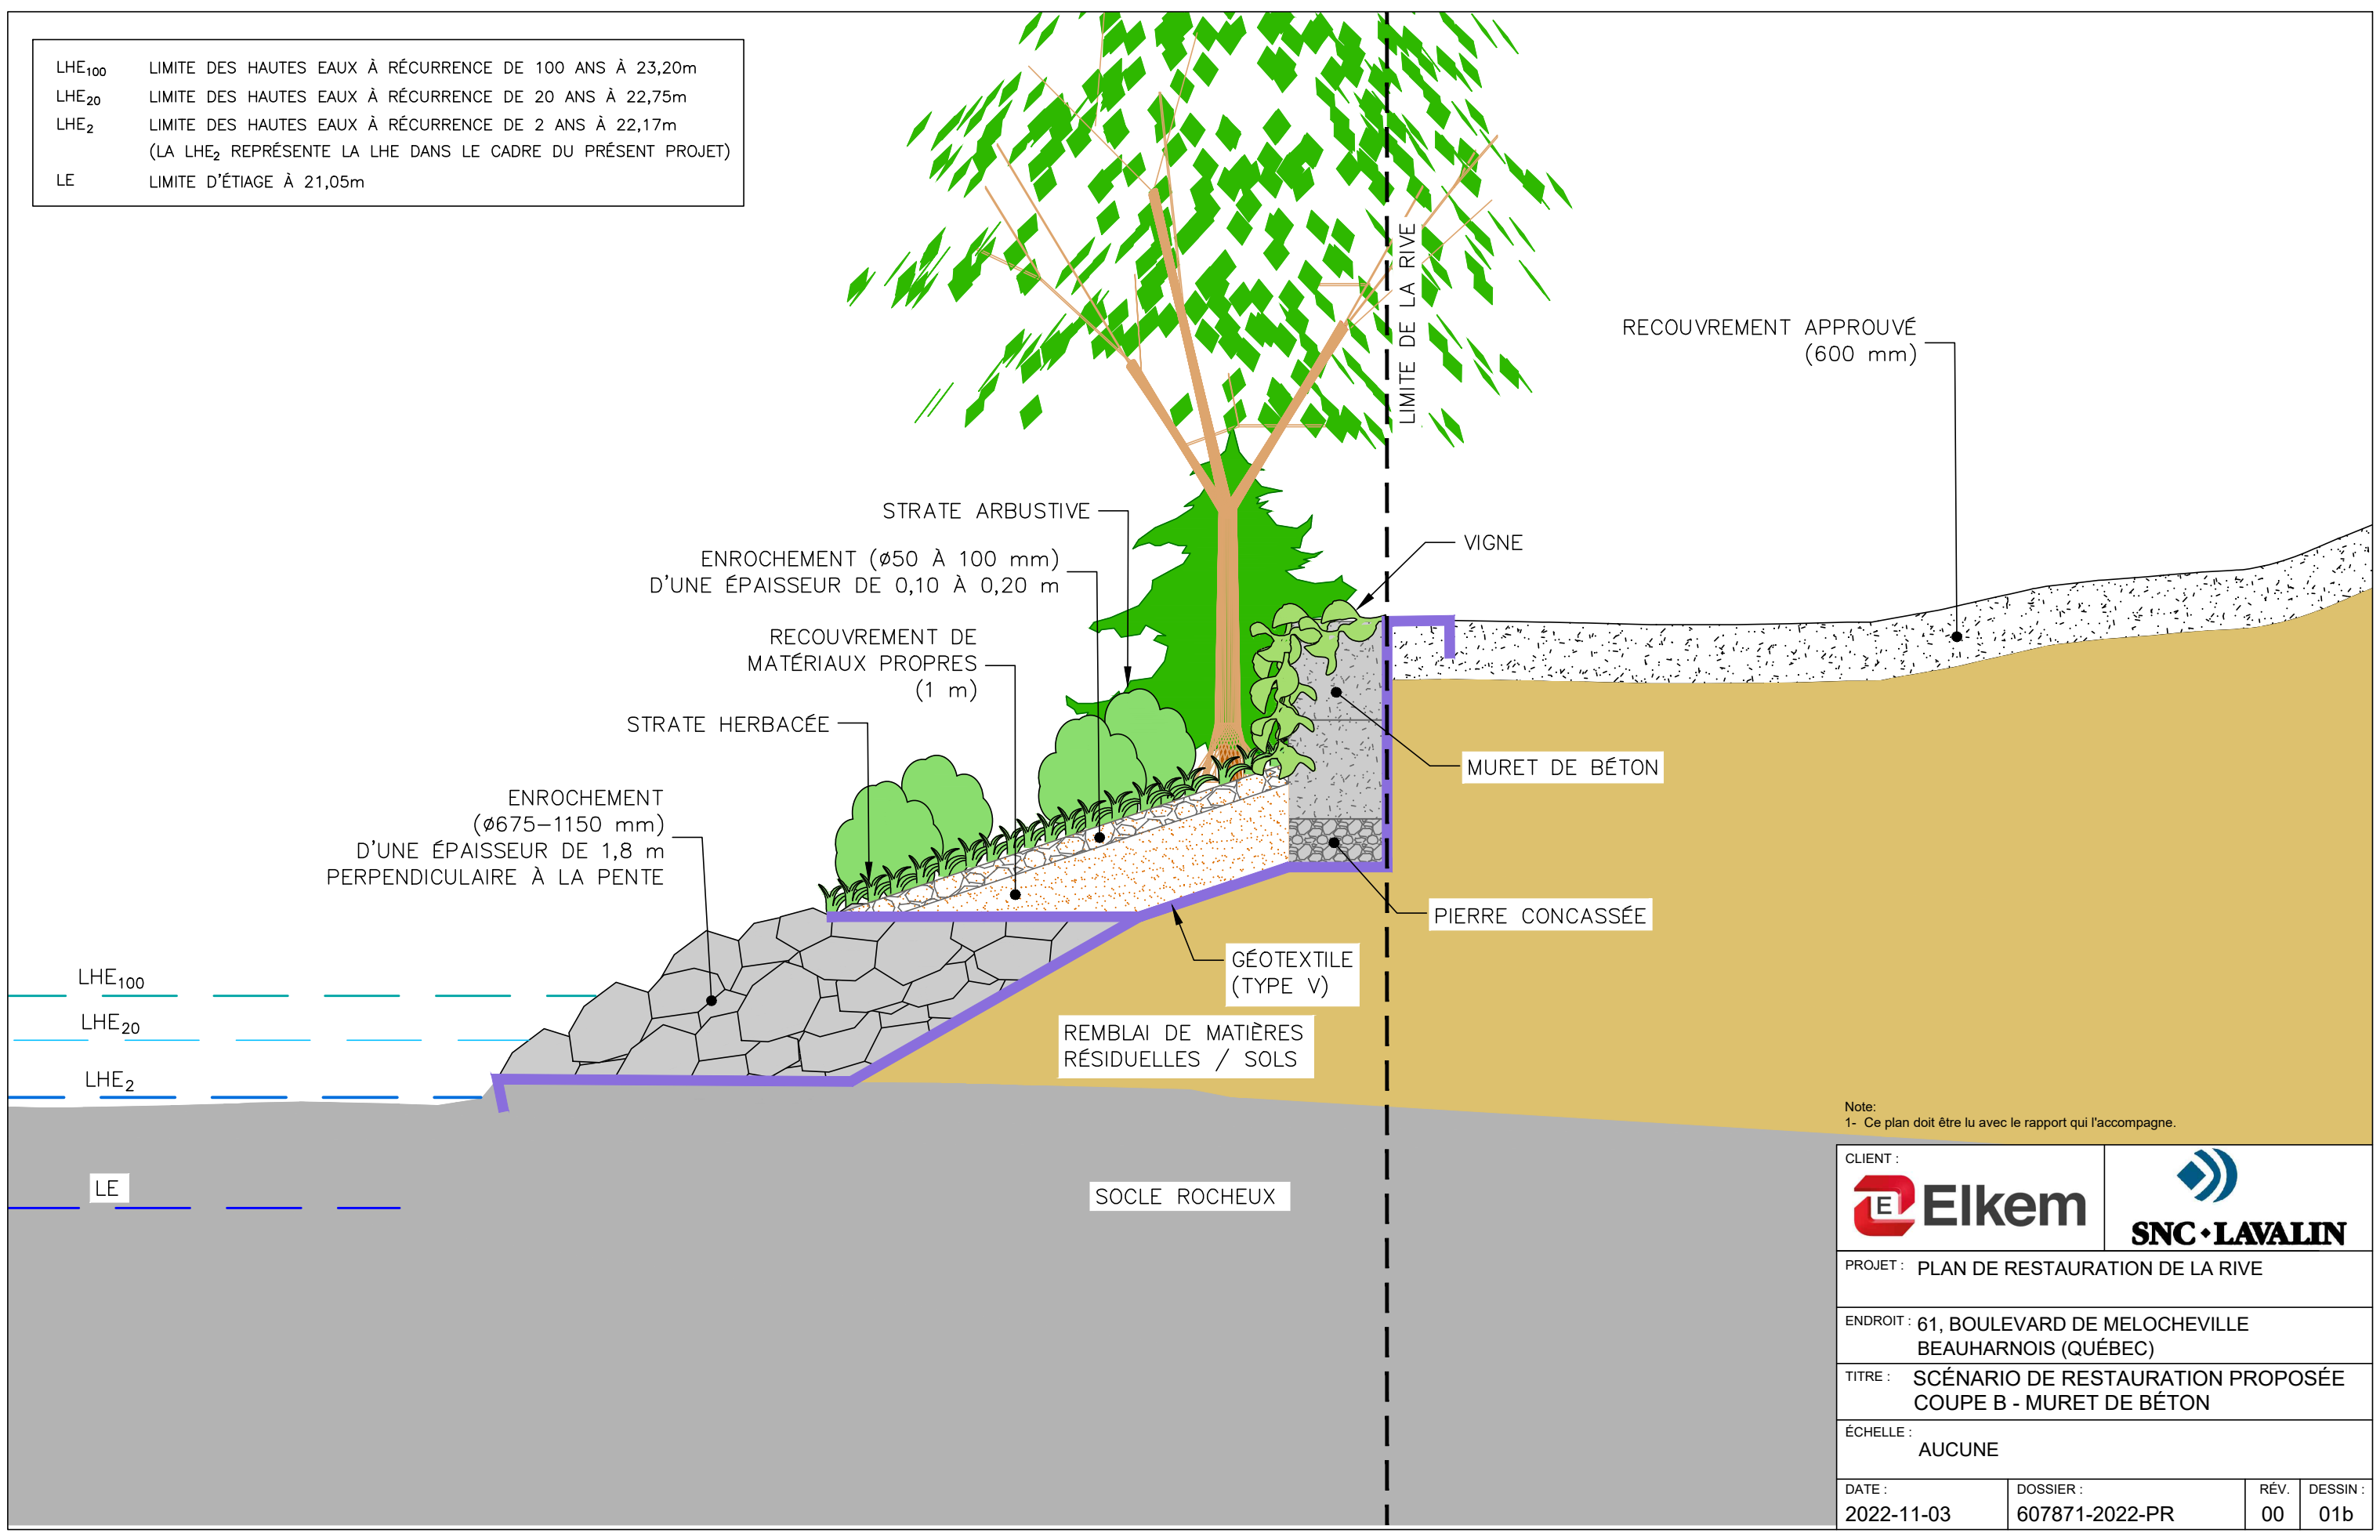 LHE100 LIMITE DES HAUTES EAUX À RÉCURRENCE DE 100 ANS À 23,20m
LHE20 LIMITE DES HAUTES EAUX À RÉCURRENCE DE 20 ANS À 22,75m
LHE2 LIMITE DES HAUTES EAUX À RÉCURRENCE DE 2 ANS À 22,17m
(LA LHE2 REPRÉSENTE LA LHE DANS LE CADRE DU PRÉSENT PROJET)
LE LIMITE D'ÉTIAGE À 21,05m
LIMITE DE LA RIVE
RECOUVREMENT APPROUVÉ
(600 mm)
STRATE ARBUSTIVE
VIGNE
ENROCHEMENT (ø50 À 100 mm)
D'UNE ÉPAISSEUR DE 0,10 À 0,20 m
RECOUVREMENT DE
MATÉRIAUX PROPRES
(1 m)
STRATE HERBACÉE
MURET DE BÉTON
ENROCHEMENT
(ø675-1150 mm)
D'UNE ÉPAISSEUR DE 1,8 m
PERPENDICULAIRE À LA PENTE
PIERRE CONCASSÉE
GÉOTEXTILE
(TYPE V)
LHE100
LHE20
LHE2
REMBLAI DE MATIÈRES
RÉSIDUELLES / SOLS
LE
SOCLE ROCHEUX
Note:
1- Ce plan doit être lu avec le rapport qui l'accompagne.
CLIENT :
E Elkem
SNC•LAVALIN
PROJET : PLAN DE RESTAURATION DE LA RIVE
ENDROIT : 61, BOULEVARD DE MELOCHEVILLE
BEAUHARNOIS (QUÉBEC)
TITRE : SCÉNARIO DE RESTAURATION PROPOSÉE
COUPE B - MURET DE BÉTON
ÉCHELLE :
AUCUNE
DATE : DOSSIER : RÉV. DESSIN :
2022-11-03 607871-2022-PR 00 01b